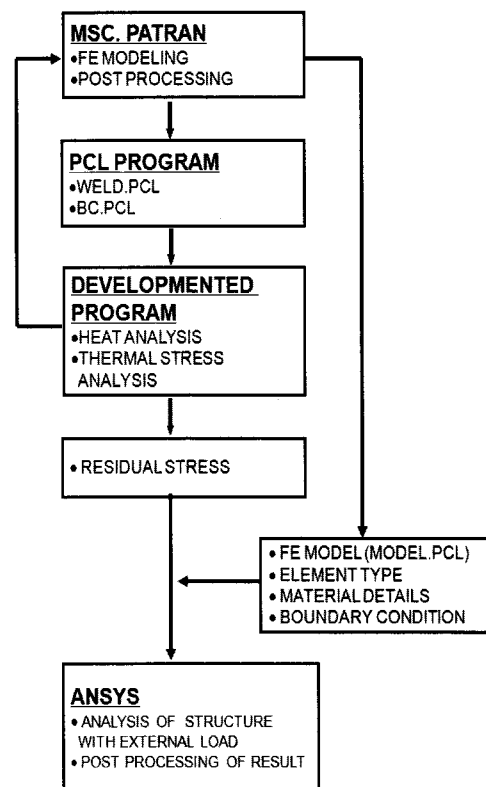 MSC. PATRAN
•FE MODELING
•POST PROCESSING
PCL PROGRAM
•WELD.PCL
•BC.PCL
DEVELOPMENTED
PROGRAM
•HEAT ANALYSIS
•THERMAL STRESS
ANALYSIS
• RESIDUAL STRESS
• FE MODEL (MODEL.PCL)
• ELEMENT TYPE
• MATERIAL DETAILS
• BOUNDARY CONDITION
ANSYS
• ANALYSIS OF STRUCTURE
WITH EXTERNAL LOAD
• POST PROCESSING OF RESULT